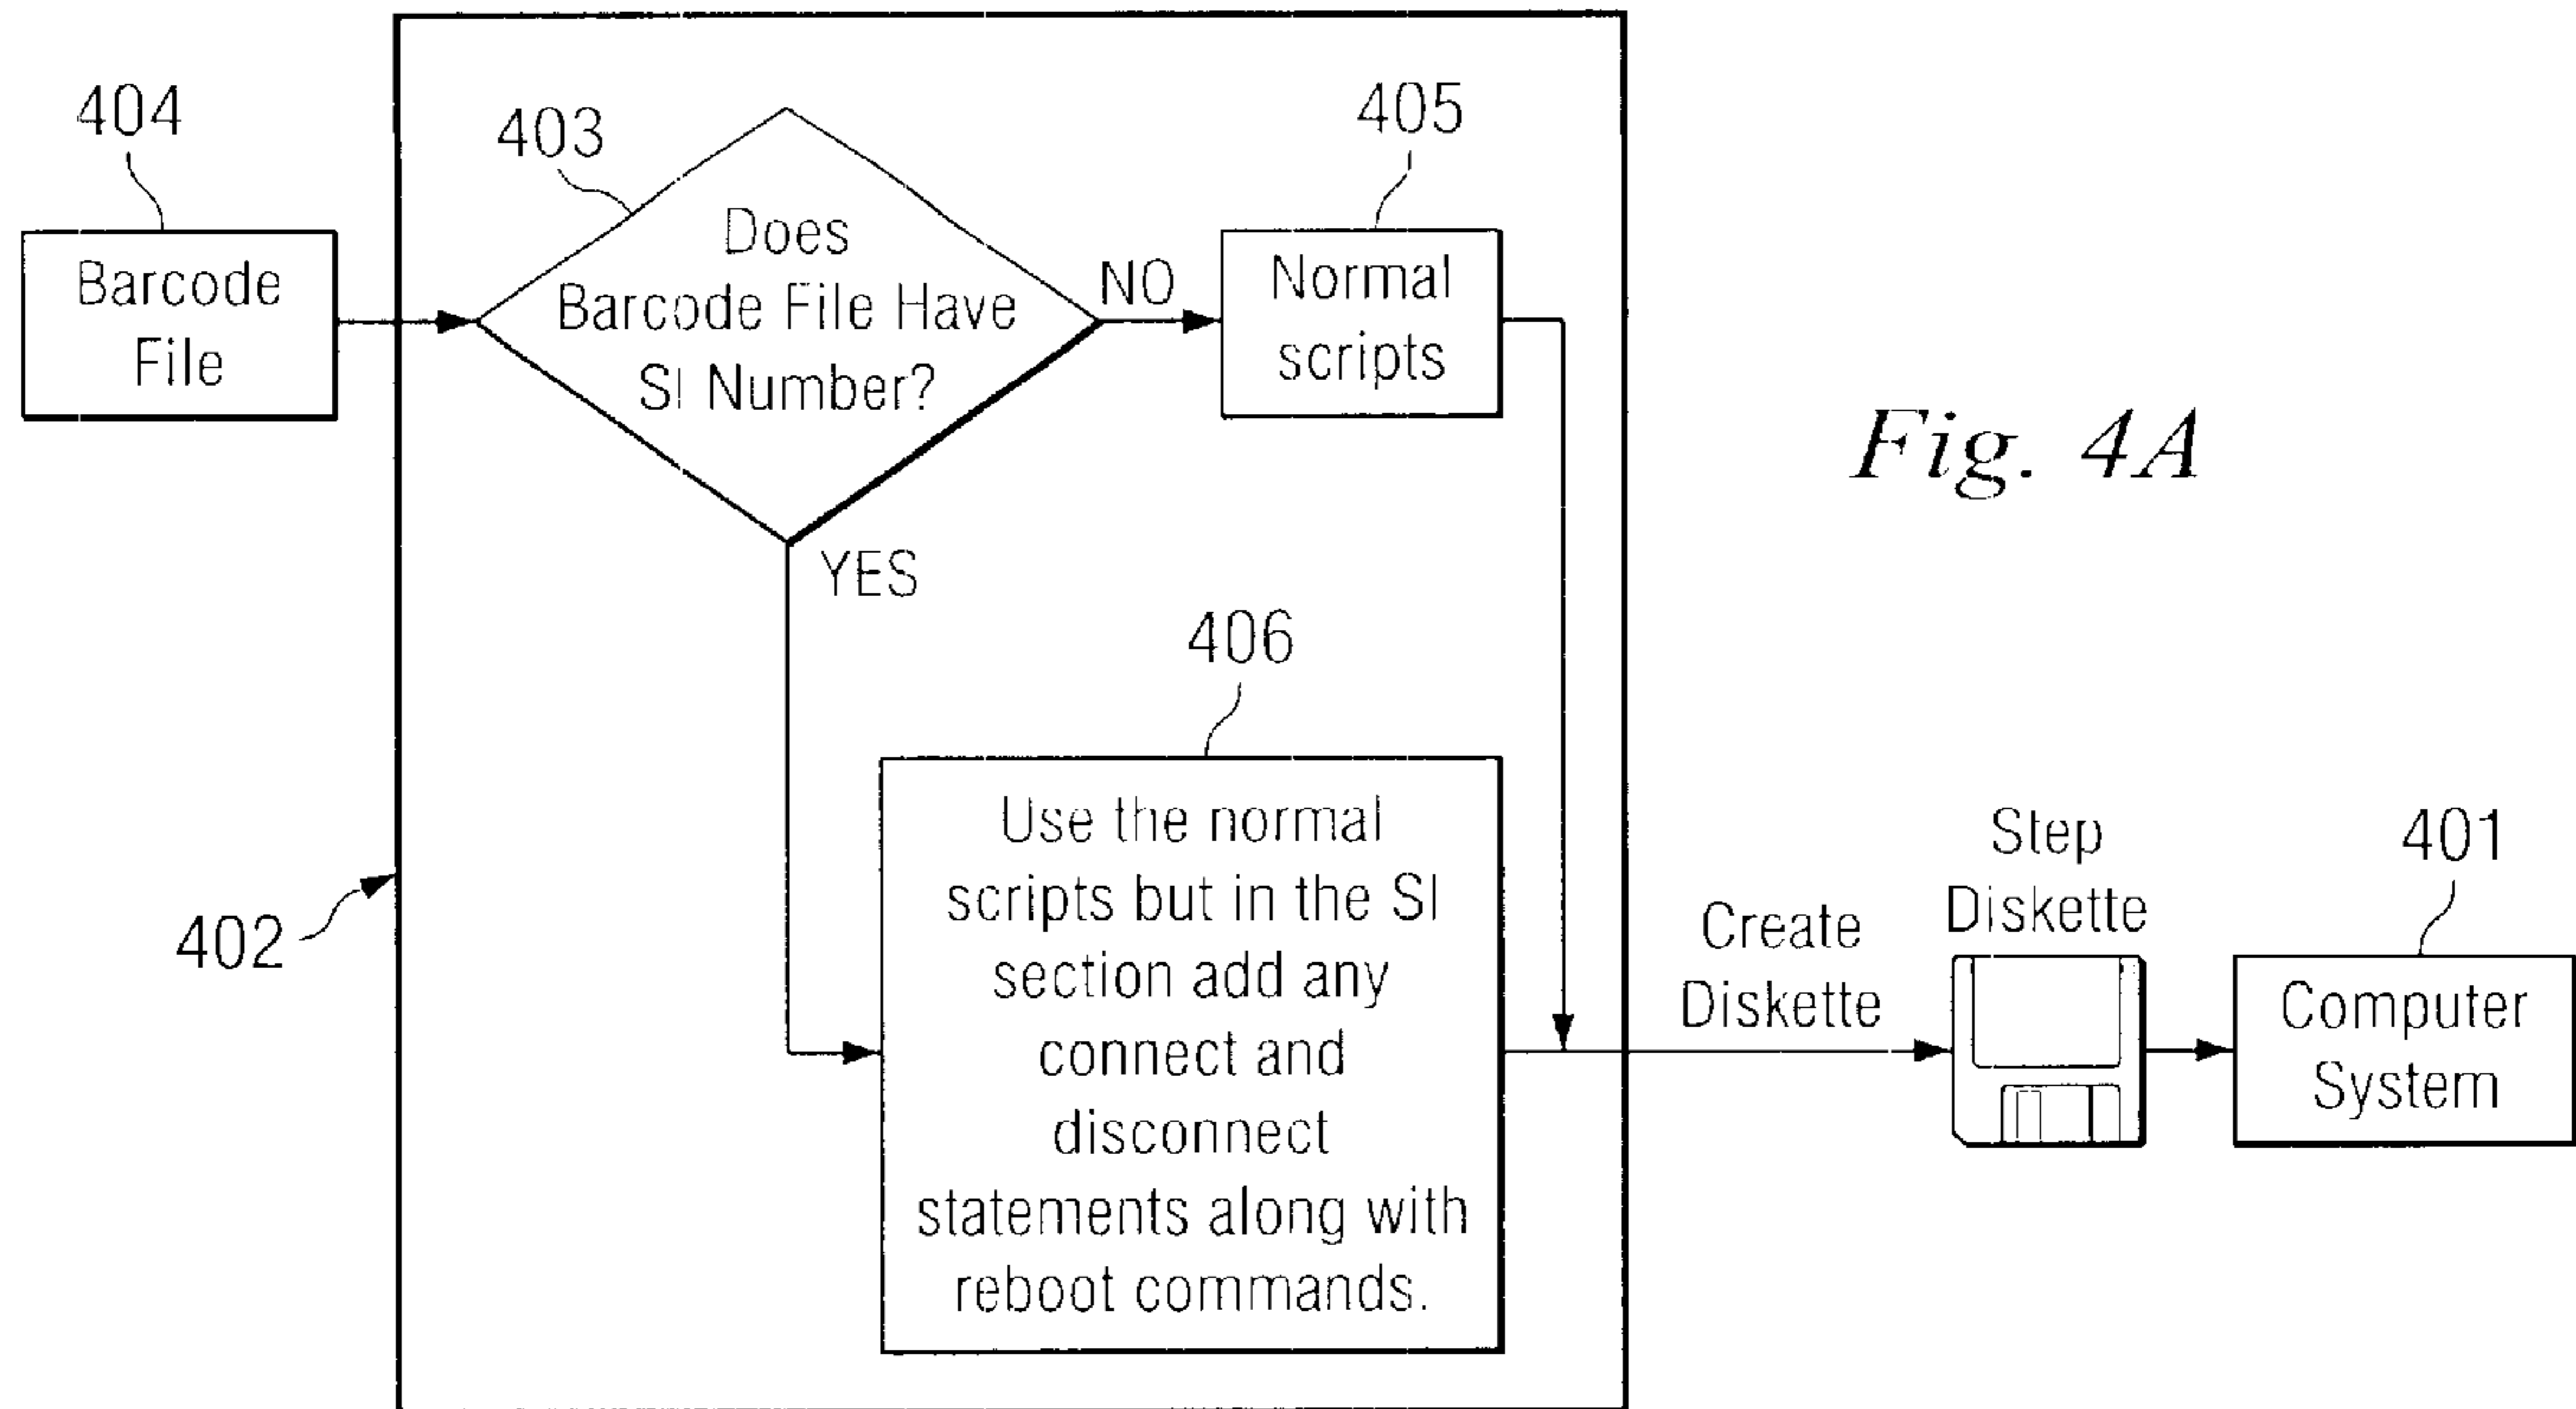 404
Barcode
File
403
Does
Barcode File Have
SI Number?
NO
YES
405
Normal
scripts
Fig. 4A
406
Use the normal
scripts but in the SI
section add any
connect and
disconnect
statements along with
reboot commands.
402
Create
Diskette
Step
Diskette
401
Computer
System